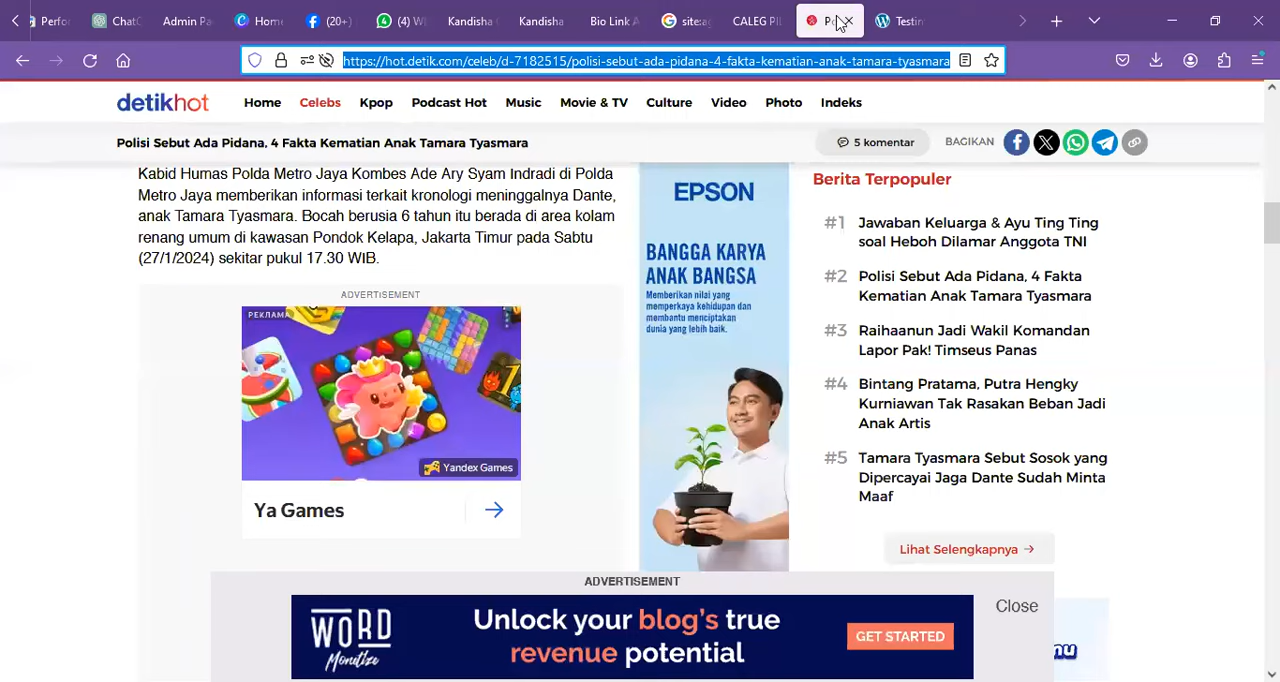 Perfo
ChatG
Admin Pa
Home
(20+)
(4) W
Kandisha
Kandisha
Bio Link A
site:a
CALEG PI
Testin
https://hot.detik.com/celeb/d-7182515/polisi-sebut-ada-pidana-4-fakta-kematian-anak-tamara-tyasmara
detikhot
Home Celebs Kpop Podcast Hot Music Movie & TV Culture Video Photo Indeks
Polisi Sebut Ada Pidana, 4 Fakta Kematian Anak Tamara Tyasmara
5 komentar
BAGIKAN
Kabid Humas Polda Metro Jaya Kombes Ade Ary Syam Indradi di Polda
Metro Jaya memberikan informasi terkait kronologi meninggalnya Dante,
anak Tamara Tyasmara. Bocah berusia 6 tahun itu berada di area kolam
renang umum di kawasan Pondok Kelapa, Jakarta Timur pada Sabtu
(27/1/2024) sekitar pukul 17.30 WIB.
ADVERTISEMENT
РЕКЛАМА
Yandex Games
Ya Games
EPSON
BANGGA KARYA
ANAK BANGSA
Memberikan nilai yang
memperkaya kehidupan dan
membantu menciptakan
dunia yang lebih baik.
Berita Terpopuler
#1 Jawaban Keluarga & Ayu Ting Ting
soal Heboh Dilamar Anggota TNI
#2 Polisi Sebut Ada Pidana, 4 Fakta
Kematian Anak Tamara Tyasmara
#3 Raihaanun Jadi Wakil Komandan
Lapor Pak! Timseus Panas
#4 Bintang Pratama, Putra Hengky
Kurniawan Tak Rasakan Beban Jadi
Anak Artis
#5 Tamara Tyasmara Sebut Sosok yang
Dipercayai Jaga Dante Sudah Minta
Maaf
Lihat Selengkapnya
ADVERTISEMENT
Close
WORD
Monetize
Unlock your blog's true
revenue potential
GET STARTED